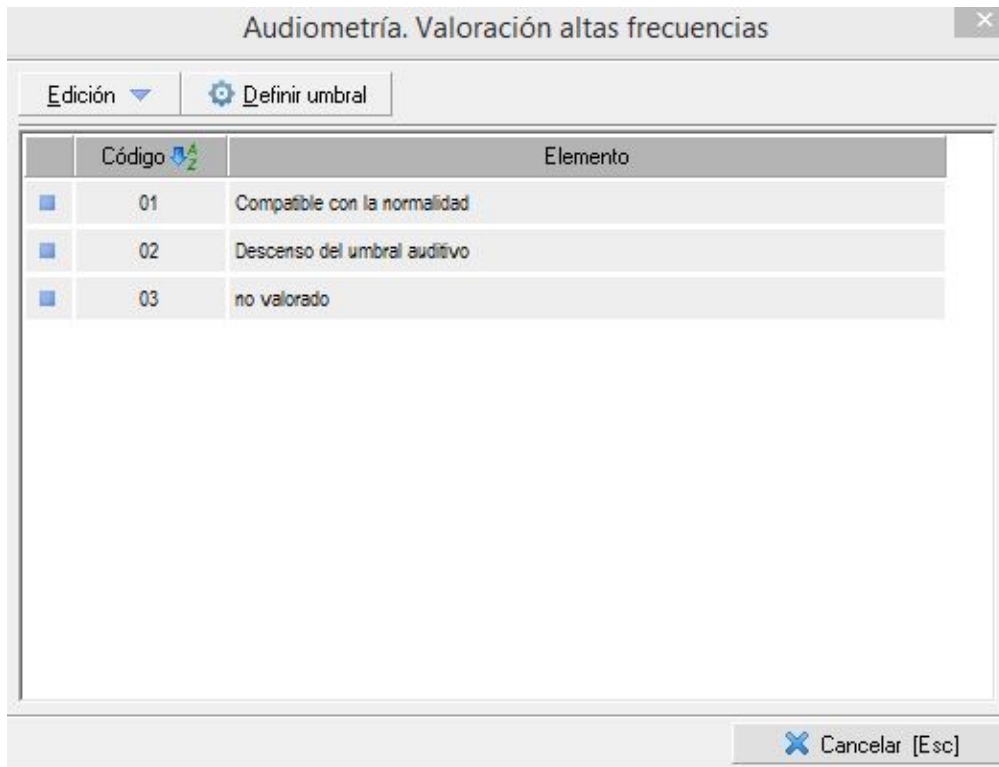 Audiometría. Valoración altas frecuencias
Edición Definir umbral
Código Elemento
01 Compatible con la normalidad
02 Descenso del umbral auditivo
03 no valorado
Cancelar [Esc]